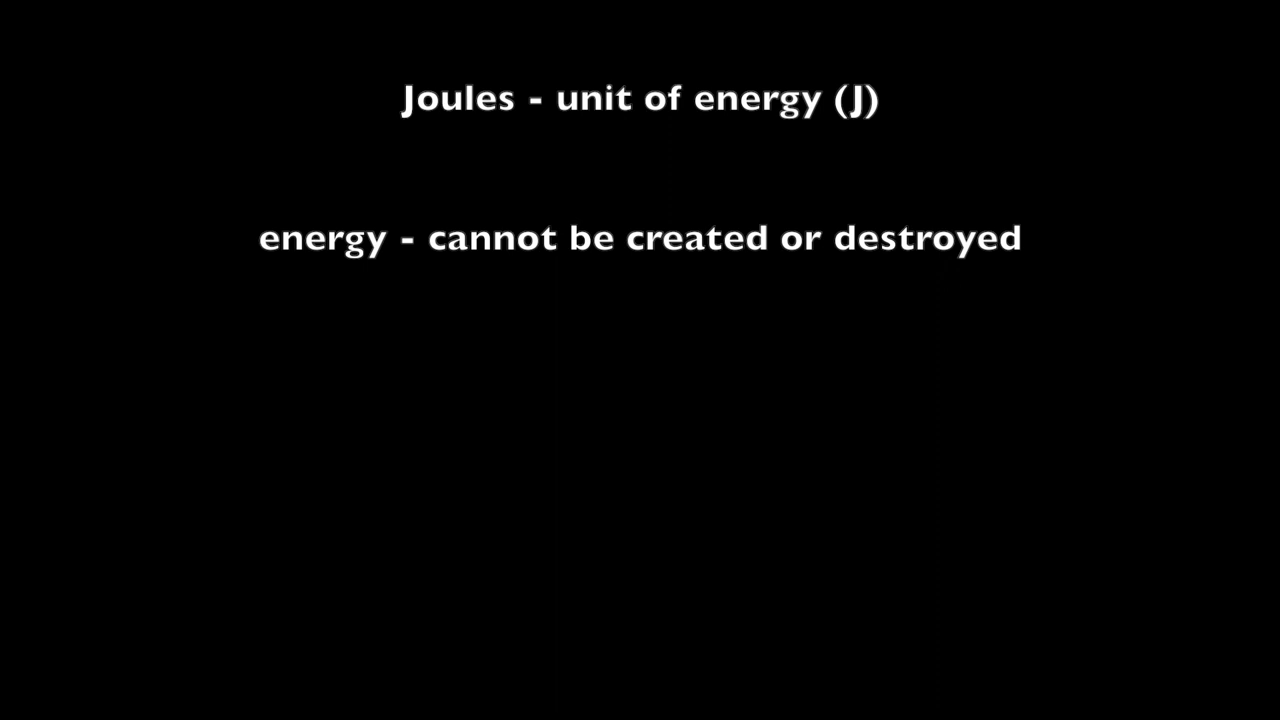 Joules - unit of energy (J)
energy - cannot be created or destroyed